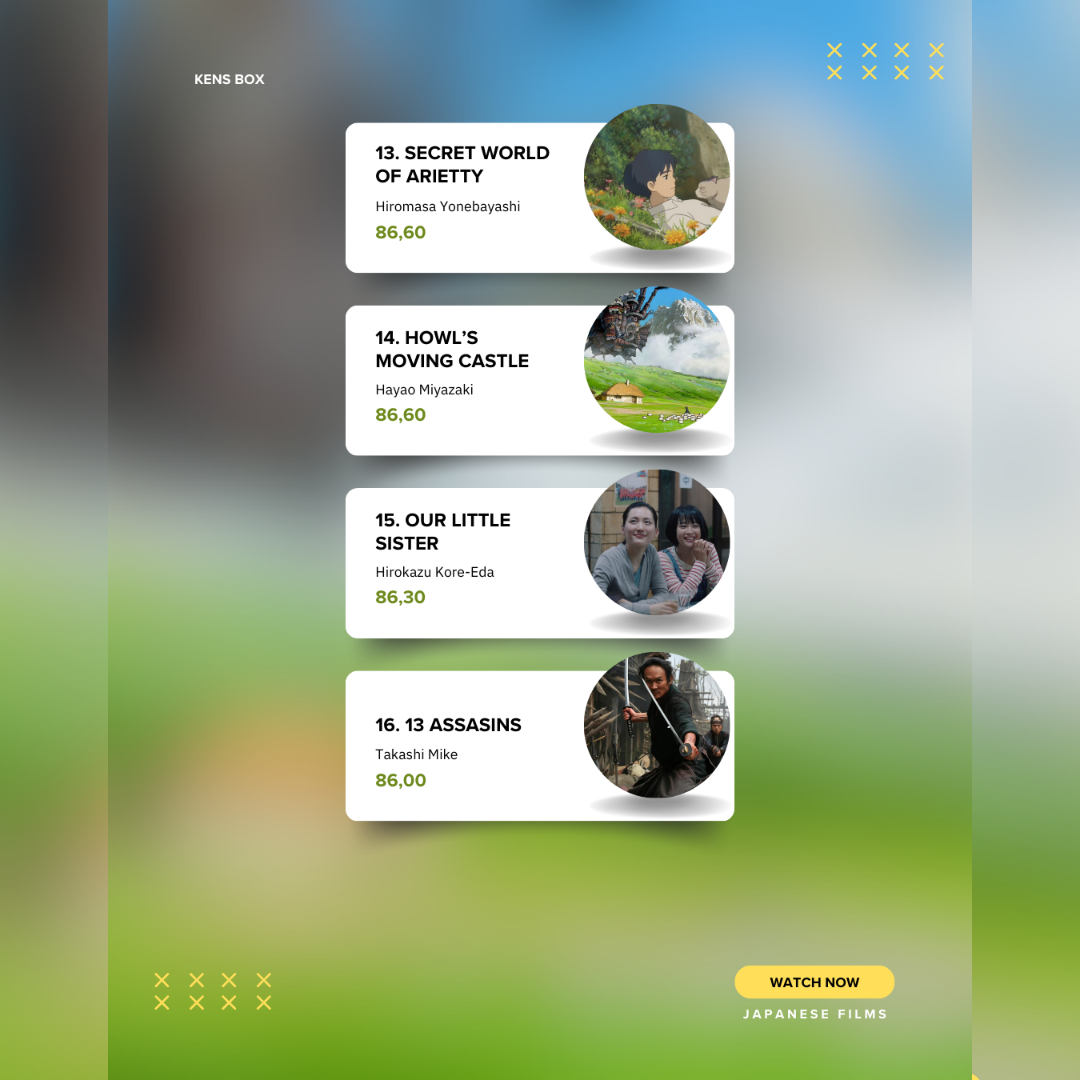 KENS BOX
13. SECRET WORLD
OF ARIETTY
Hiromasa Yonebayashi
86,60
14. HOWL’S
MOVING CASTLE
Hayao Miyazaki
86,60
15. OUR LITTLE
SISTER
Hirokazu Kore-Eda
86,30
16. 13 ASSASINS
Takashi Mike
86,00
WATCH NOW
JAPANESE FILMS